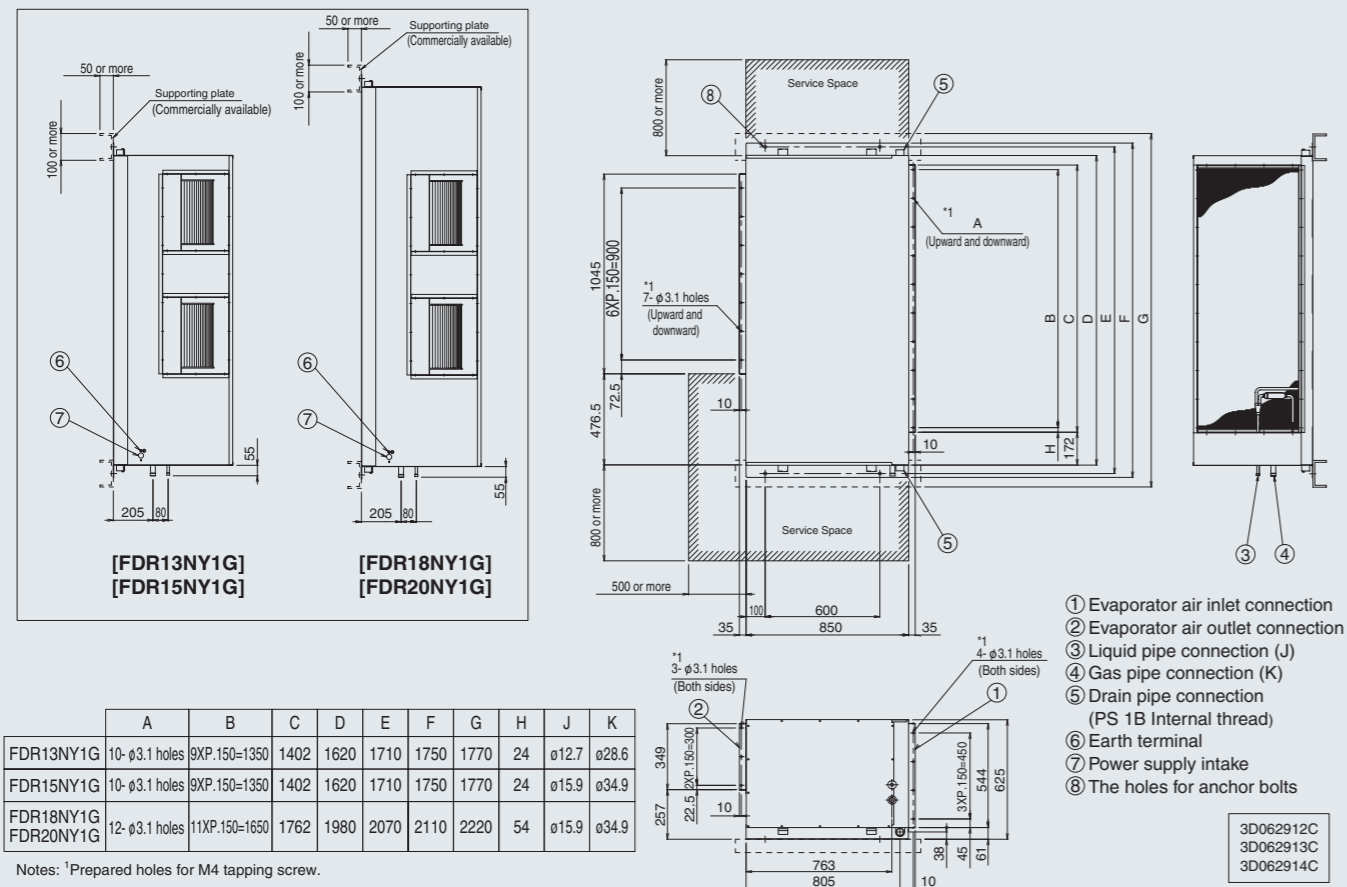 50 or more
Supporting plate
(Commercially available)
100 or more
50 or more
Supporting plate
(Commercially available)
100 or more
6
7
55
205
80
[FDR13NY1G]
[FDR15NY1G]
6
7
55
205
80
[FDR18NY1G]
[FDR20NY1G]
800 or more
Service Space
8
5
1045
6XP.150=900
*1
7- ø3.1 holes
(Upward and
downward)
*1
A
(Upward and downward)
B
C
D
E
F
G
476.5
72.5
10
H
172
10
800 or more
Service Space
5
500 or more
100
600
35
850
35
3
4
1 Evaporator air inlet connection
2 Evaporator air outlet connection
3 Liquid pipe connection (J)
4 Gas pipe connection (K)
5 Drain pipe connection
(PS 1B Internal thread)
6 Earth terminal
7 Power supply intake
8 The holes for anchor bolts
*1
3- ø3.1 holes
(Both sides)
2
*1
4- ø3.1 holes
(Both sides)
1
349
2XP.150=300
257
22.5
10
3XP.150=450
544
625
38
45
61
763
805
10
A B C D E F G H J K
FDR13NY1G 10- ø3.1 holes 9XP.150=1350 1402 1620 1710 1750 1770 24 ø12.7 ø28.6
FDR15NY1G 10- ø3.1 holes 9XP.150=1350 1402 1620 1710 1750 1770 24 ø15.9 ø34.9
FDR18NY1G
FDR20NY1G 12- ø3.1 holes 11XP.150=1650 1762 1980 2070 2110 2220 54 ø15.9 ø34.9
Notes: ¹Prepared holes for M4 tapping screw.
3D062912C
3D062913C
3D062914C